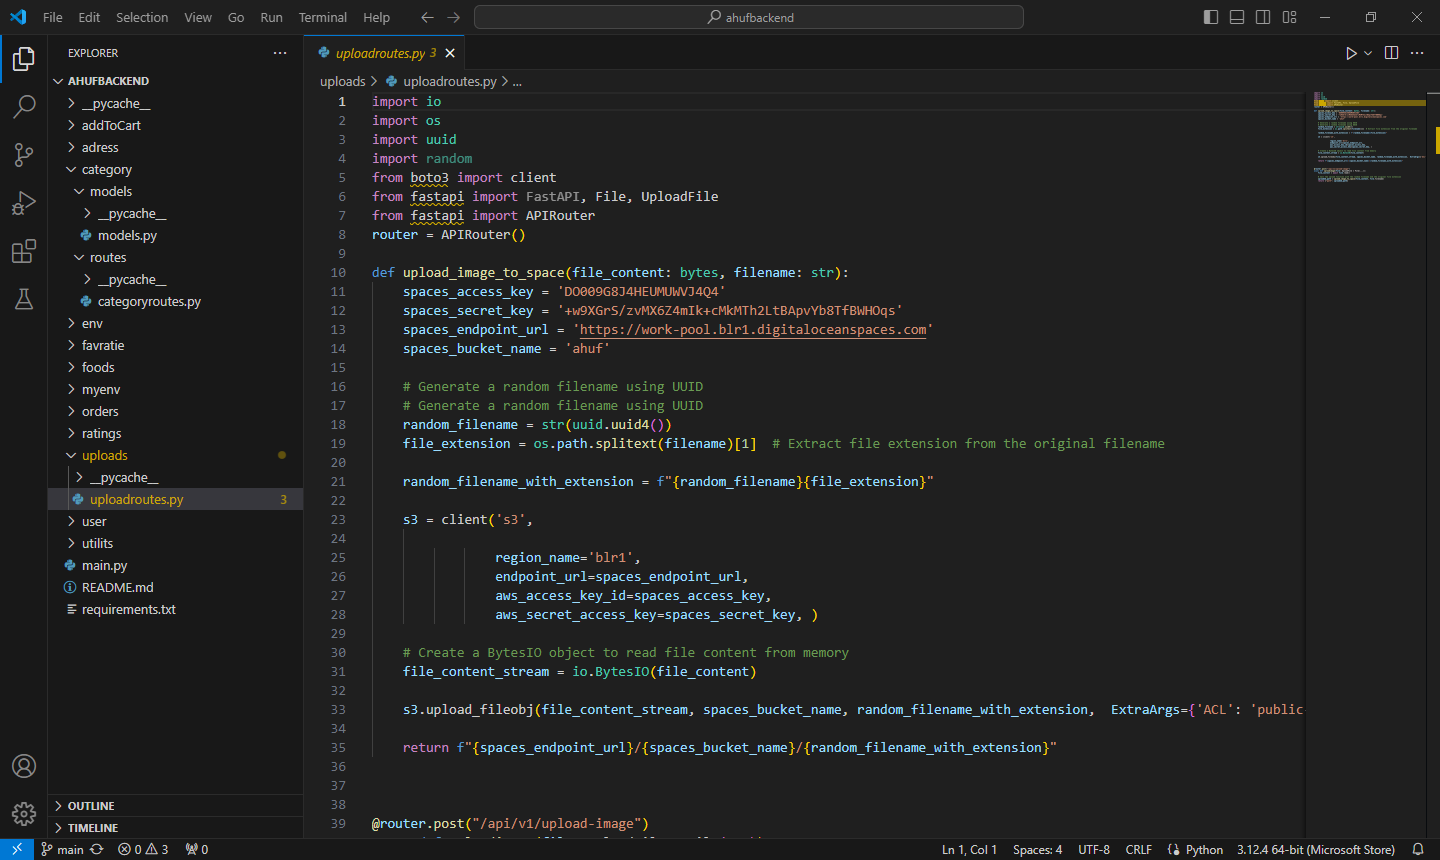 File Edit Selection View Go Run Terminal Help
ahufbackend
EXPLORER
AHUFBACKEND
__pycache__
addToCart
adress
category
models
__pycache__
models.py
routes
__pycache__
categoryroutes.py
env
favratie
foods
myenv
orders
ratings
uploads
__pycache__
uploadroutes.py 3
user
utilits
main.py
README.md
requirements.txt
OUTLINE
TIMELINE
uploadroutes.py 3
uploads > uploadroutes.py > ...
1 import io
2 import os
3 import uuid
4 import random
5 from boto3 import client
6 from fastapi import FastAPI, File, UploadFile
7 from fastapi import APIRouter
8 router = APIRouter()
9
10 def upload_image_to_space(file_content: bytes, filename: str):
11 spaces_access_key = 'DO009G8J4HEUMUWVJ4Q4'
12 spaces_secret_key = '+w9XGrS/zvMX6Z4mIk+cMkMTh2LtBApvYb8TfBWHOqs'
13 spaces_endpoint_url = 'https://work-pool.blr1.digitaloceanspaces.com'
14 spaces_bucket_name = 'ahuf'
15
16 # Generate a random filename using UUID
17 # Generate a random filename using UUID
18 random_filename = str(uuid.uuid4())
19 file_extension = os.path.splitext(filename)[1]  # Extract file extension from the original filename
20
21 random_filename_with_extension = f"{random_filename}{file_extension}"
22
23 s3 = client('s3',
24
25 region_name='blr1',
26 endpoint_url=spaces_endpoint_url,
27 aws_access_key_id=spaces_access_key,
28 aws_secret_access_key=spaces_secret_key, )
29
30 # Create a BytesIO object to read file content from memory
31 file_content_stream = io.BytesIO(file_content)
32
33 s3.upload_fileobj(file_content_stream, spaces_bucket_name, random_filename_with_extension,  ExtraArgs={'ACL': 'public-
34
35 return f"{spaces_endpoint_url}/{spaces_bucket_name}/{random_filename_with_extension}"
36
37
38
39 @router.post("/api/v1/upload-image")
main 0 3 0
Ln 1, Col 1 Spaces: 4 UTF-8 CRLF Python 3.12.4 64-bit (Microsoft Store)